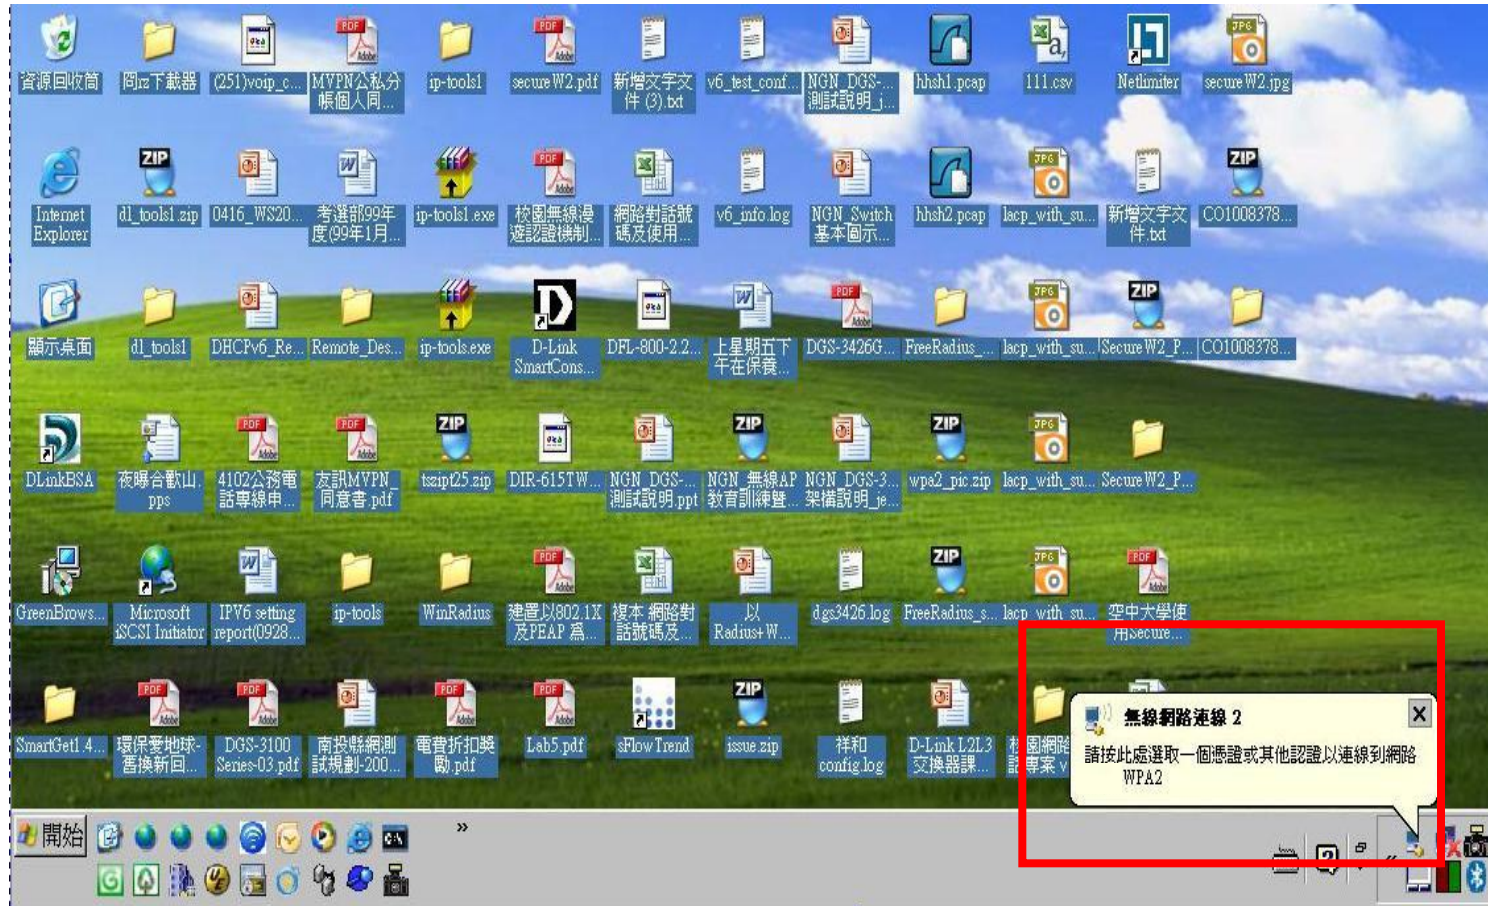 資源回收筒
(251)voip_c...
MVPN公私分
帳個人同...
ip-tools1
secureW2.pdf
新增文字文
件 (3).txt
v6_test_conf...
NGN_DGS-...
測試說明_j...
hhsh1.pcap
111.csv
Netlimiter
secureW2.jpg
Internet
Explorer
dl_tools1.zip
0416_WS20...
考選部99年
度(99年1月...
ip-tools1.exe
校園無線漫
遊認證機制...
網路對話號
碼及使用...
v6_info.log
NGN_Switch
基本圖示...
hhsh2.pcap
lacp_with_su...
新增文字文
件.txt
CO1008378...
顯示桌面
dl_tools1
DHCPv6_Re...
Remote_Des...
ip-tools.exe
D-Link
SmartCons...
DFL-800-2.2...
上星期五下
午在保養...
DGS-3426G...
FreeRadius_...
lacp_with_su...
SecureW2_P...
CO1008378...
DLinkBSA
夜曝合歡山.
pps
4102公務電
話專線申...
友訊MVPN_
同意書.pdf
tszipt25.zip
DIR-615TW...
NGN_DGS-...
測試說明.ppt
NGN_無線AP
教育訓練暨...
NGN_DGS-3...
架構說明_je...
wpa2_pic.zip
lacp_with_su...
SecureW2_P...
GreenBrows...
Microsoft
iSCSI Initiator
IPV6 setting
report(0928...
ip-tools
WinRadius
建置以802.1X
及PEAP 為...
複本 網路對
話號碼及...
以
Radius+W...
dgs3426.log
FreeRadius_s...
lacp_with_su...
空中大學使
用Secure...
SmartGet1.4...
環保愛地球-
舊換新回...
DGS-3100
Series-03.pdf
南投縣網測
試規劃-200...
電費折扣獎
勵.pdf
Lab5.pdf
sFlowTrend
issue.zip
祥和
config.log
D-Link L2L3
交換器課...
園網路
話專案 v
無線網路連線 2
請按此處選取一個憑證或其他認證以連線到網路
WPA2
開始